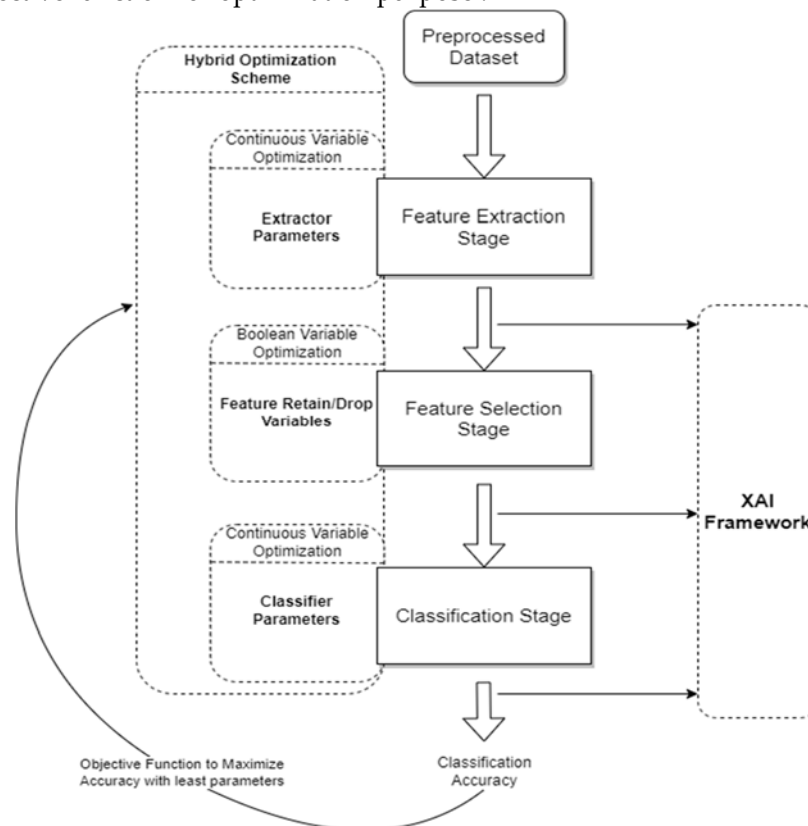 Preprocessed
Dataset
Hybrid Optimization
Scheme
Continuous Variable
Optimization
Extractor
Parameters
Feature Extraction
Stage
Boolean Variable
Optimization
Feature Retain/Drop
Variables
Feature Selection
Stage
XAI
Framework
Continuous Variable
Optimization
Classifier
Parameters
Classification Stage
Objective Function to Maximize
Accuracy with least parameters
Classification
Accuracy